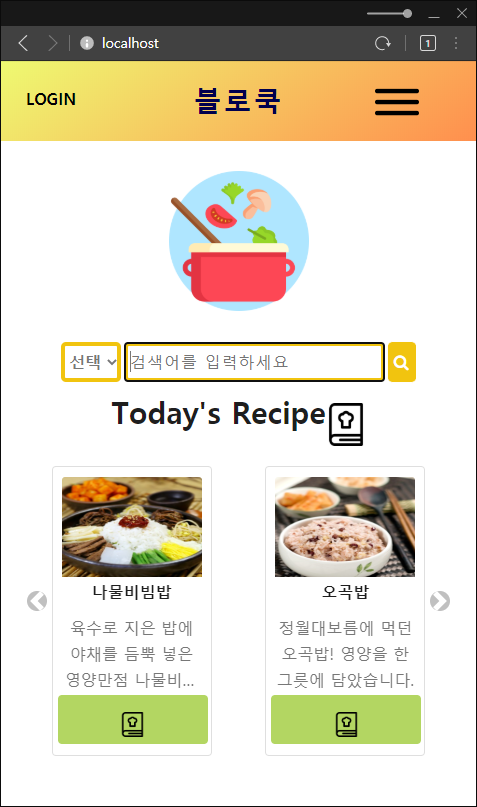 localhost
1
LOGIN
블로쿡
선택
검색어를 입력하세요
Today's Recipe
나물비빔밥
육수로 지은 밥에
야채를 듬뿍 넣은
영양만점 나물비...
오곡밥
정월대보름에 먹던
오곡밥! 영양을 한
그릇에 담았습니다.